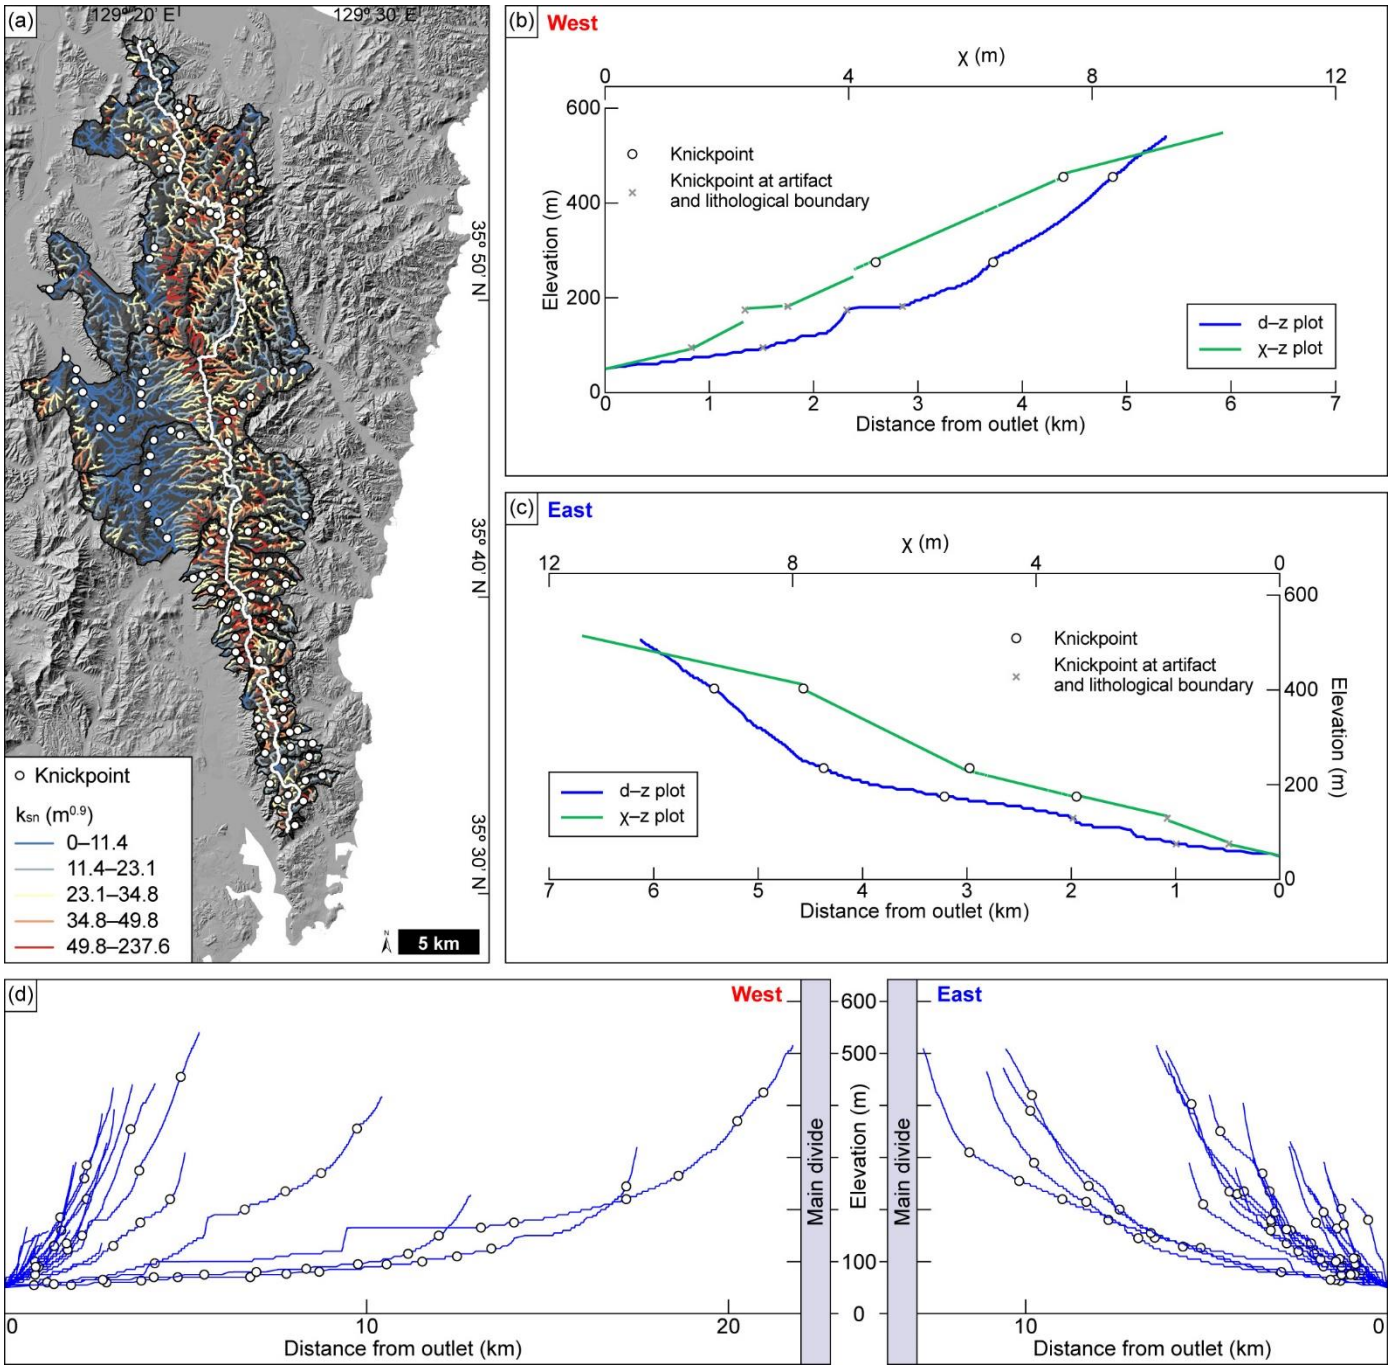 (a)
129° 20' E
129° 30' E
35° 50' N
35° 40' N
35° 30' N
Knickpoint
ksn (m0.9)
0–11.4
11.4–23.1
23.1–34.8
34.8–49.8
49.8–237.6
N
5 km
(b)
West
χ (m)
0
4
8
12
600
400
200
0
Elevation (m)
Knickpoint
Knickpoint at artifact
and lithological boundary
d–z plot
χ–z plot
0
1
2
3
4
5
6
7
Distance from outlet (km)
(c)
East
χ (m)
12
8
4
0
600
400
200
0
Elevation (m)
Knickpoint
Knickpoint at artifact
and lithological boundary
d–z plot
χ–z plot
7
6
5
4
3
2
1
0
Distance from outlet (km)
(d)
West
Main divide
600
500
Elevation (m)
100
0
Main divide
East
0
10
20
Distance from outlet (km)
10
0
Distance from outlet (km)